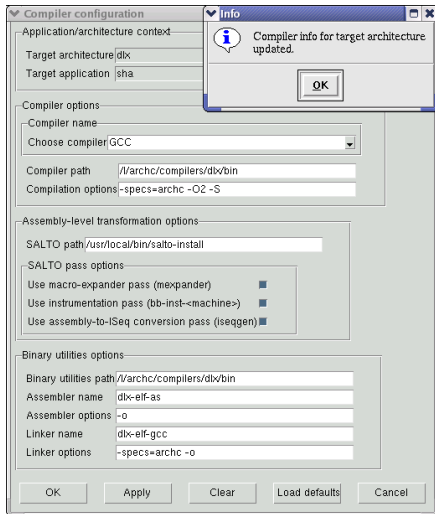 Compiler configuration
Info
Compiler info for target architecture
updated.
OK
Application/architecture context
Target architecture dlx
Target application sha
Compiler options
Compiler name
Choose compiler GCC
Compiler path /l/archc/compilers/dlx/bin
Compilation options -specs=archc -O2 -S
Assembly-level transformation options
SALTO path /usr/local/bin/salto-install
SALTO pass options
Use macro-expander pass (mexpander)
Use instrumentation pass (bb-inst-<machine>)
Use assembly-to-ISeq conversion pass (iseqgen)
Binary utilities options
Binary utilities path /l/archc/compilers/dlx/bin
Assembler name dlx-elf-as
Assembler options -o
Linker name dlx-elf-gcc
Linker options -specs=archc -o
OK Apply Clear Load defaults Cancel